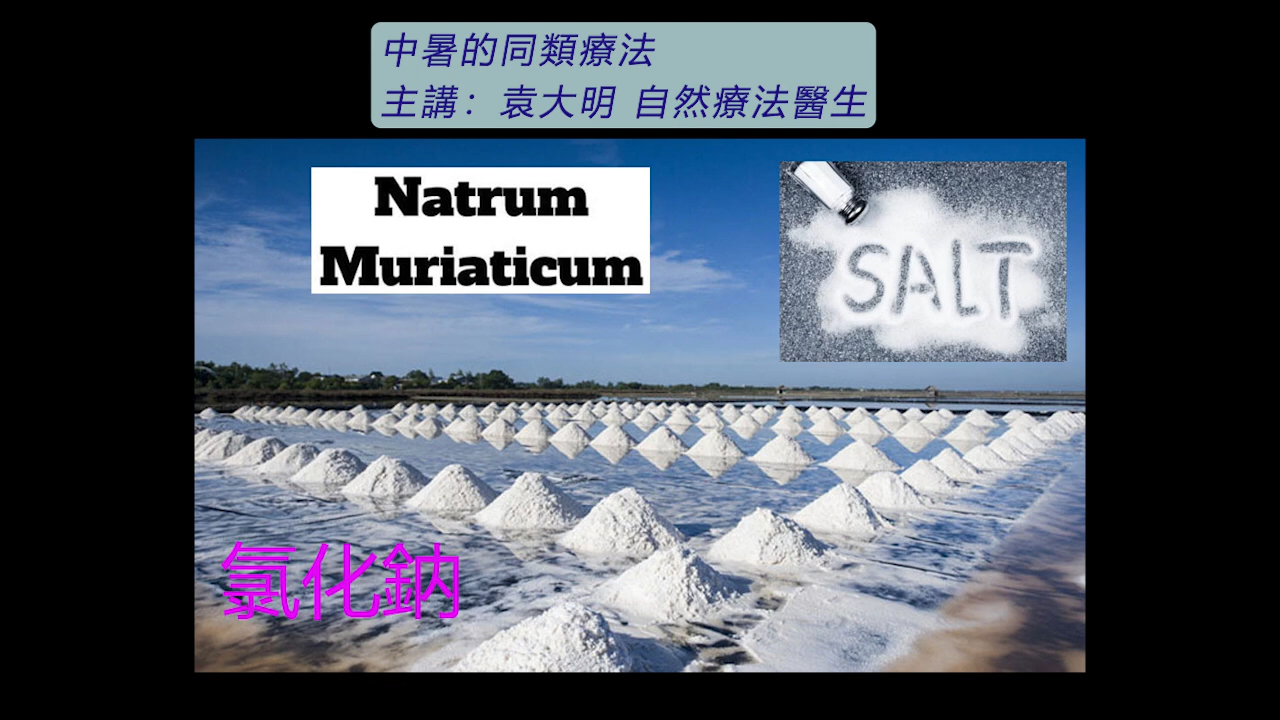 中暑的同類療法
主講：袁大明 自然療法醫生
Natrum
Muriaticum
SALT
氯化鈉